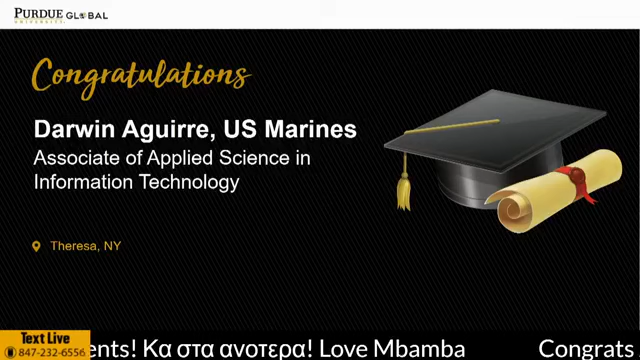 PURDUE GLOBAL
UNIVERSITY
Congratulations
Darwin Aguirre, US Marines
Associate of Applied Science in
Information Technology
Theresa, NY
Text Live
847-232-6556
ents! Κα στα ανοτερα! Love Mbamba Congrats